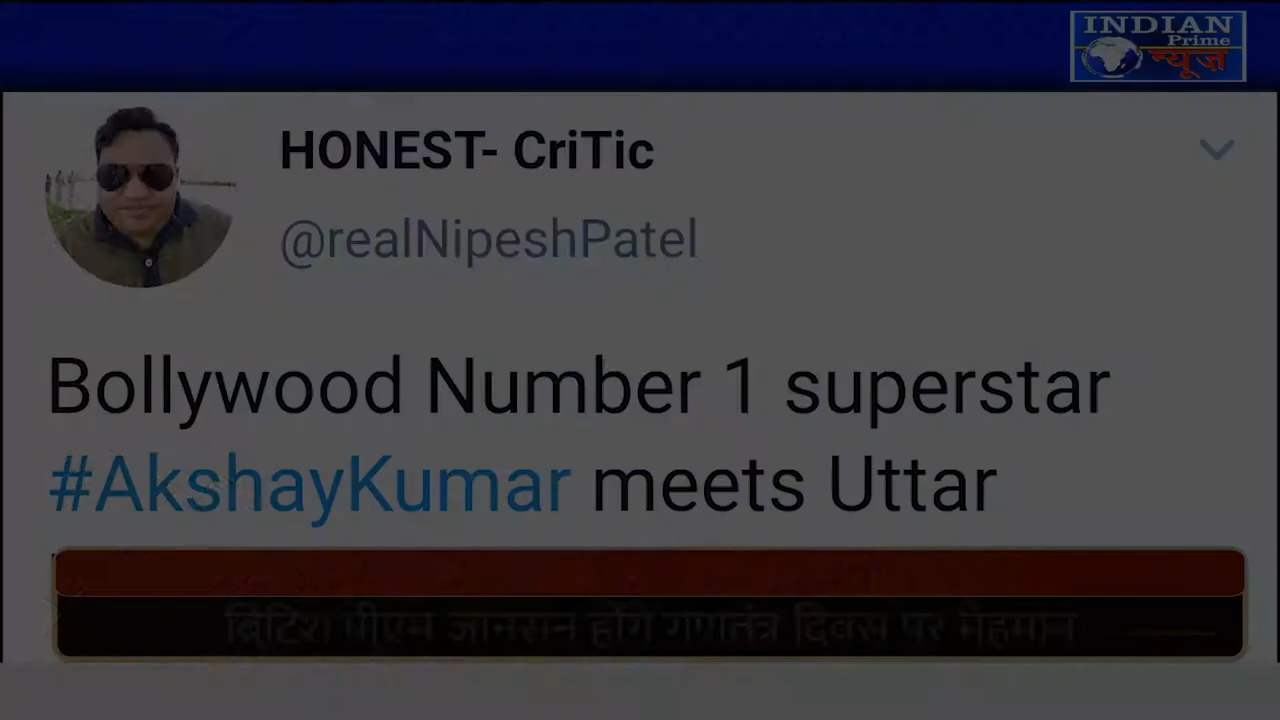 INDIAN
Prime
न्यूज़
HONEST- CriTic
@realNipeshPatel
Bollywood Number 1 superstar
#AkshayKumar meets Uttar
ब्रिटिश पीएम जानसन होंगे गणतंत्र दिवस पर मेहमान